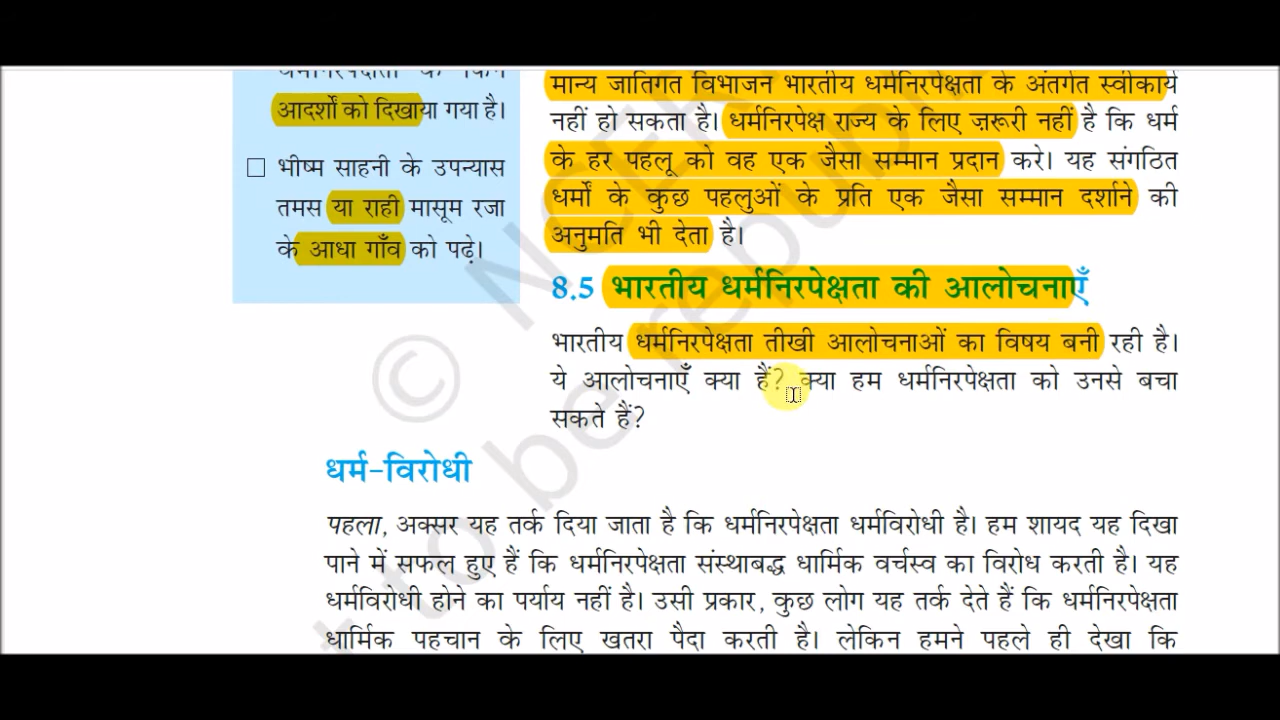 आदर्शों को दिखाया गया है।
□ भीष्म साहनी के उपन्यास
तमस या राही मासूम रजा
के आधा गाँव को पढ़े।
मान्य जातिगत विभाजन भारतीय धर्मनिरपेक्षता के अंतर्गत स्वीकार्य
नहीं हो सकता है। धर्मनिरपेक्ष राज्य के लिए ज़रूरी नहीं है कि धर्म
के हर पहलू को वह एक जैसा सम्मान प्रदान करे। यह संगठित
धर्मों के कुछ पहलुओं के प्रति एक जैसा सम्मान दर्शाने की
अनुमति भी देता है।
8.5 भारतीय धर्मनिरपेक्षता की आलोचनाएँ
भारतीय धर्मनिरपेक्षता तीखी आलोचनाओं का विषय बनी रही है।
ये आलोचनाएँ क्या हैं? क्या हम धर्मनिरपेक्षता को उनसे बचा
सकते हैं?
धर्म-विरोधी
पहला, अक्सर यह तर्क दिया जाता है कि धर्मनिरपेक्षता धर्मविरोधी है। हम शायद यह दिखा
पाने में सफल हुए हैं कि धर्मनिरपेक्षता संस्थाबद्ध धार्मिक वर्चस्व का विरोध करती है। यह
धर्मविरोधी होने का पर्याय नहीं है। उसी प्रकार, कुछ लोग यह तर्क देते हैं कि धर्मनिरपेक्षता
धार्मिक पहचान के लिए खतरा पैदा करती है। लेकिन हमने पहले ही देखा कि